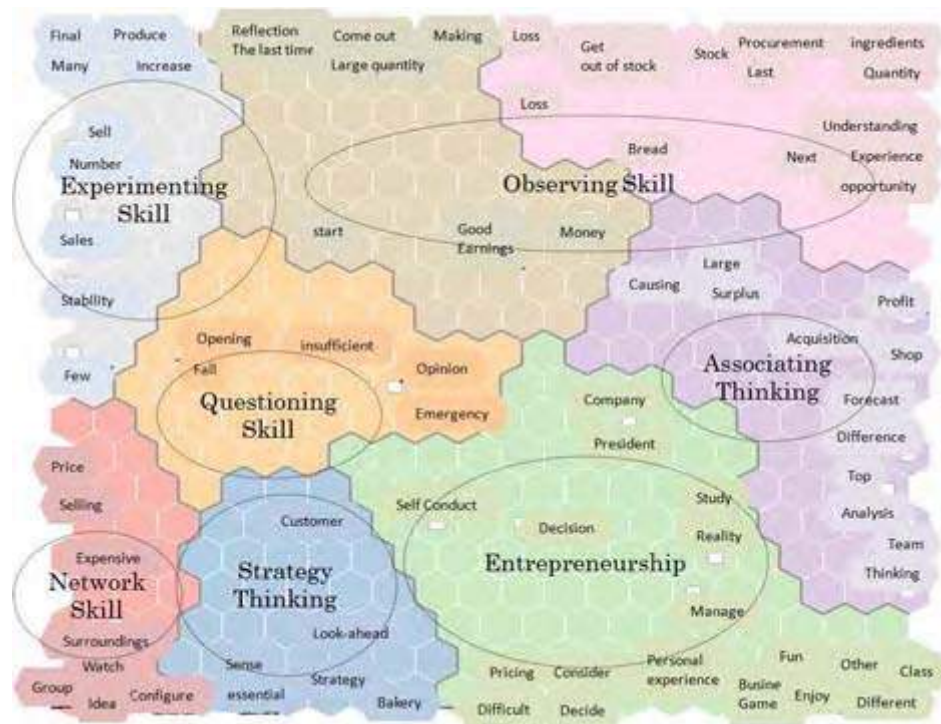 Final
Produce
Many
Increase
Reflection
The last time
Come out
Making
Large quantity
Loss
Get
out of stock
Stock
Procurement
Last
ingredients
Quantity
Loss
Sell
Number
Experimenting
Skill
Sales
Stability
Few
Bread
Observing Skill
Understanding
Next
Experience
opportunity
start
Good
Earnings
Money
Causing
Large
Surplus
Profit
Acquisition
Shop
Associating
Thinking
Forecast
Difference
Top
Analysis
Team
Thinking
Opening
insufficient
Fall
Opinion
Questioning
Skill
Emergency
Company
President
Price
Selling
Expensive
Network
Skill
Surroundings
Watch
Group
Idea
Configure
Customer
Strategy
Thinking
Look-ahead
Sense
Strategy
essential
Bakery
Self Conduct
Decision
Study
Reality
Entrepreneurship
Manage
Pricing
Consider
Personal
experience
Fun
Other
Class
Difficult
Decide
Busine
Game
Enjoy
Different